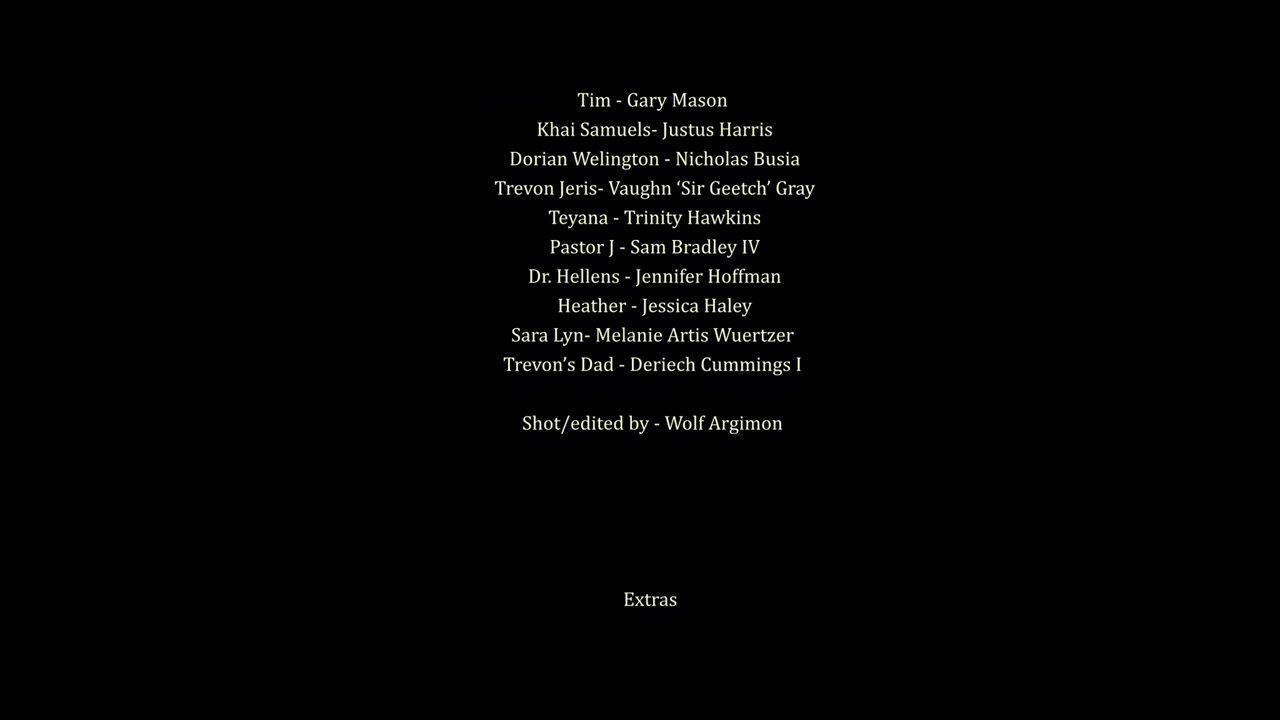 Tim - Gary Mason
Khai Samuels- Justus Harris
Dorian Welington - Nicholas Busia
Trevon Jeris- Vaughn ‘Sir Geetch’ Gray
Teyana - Trinity Hawkins
Pastor J - Sam Bradley IV
Dr. Hellens - Jennifer Hoffman
Heather - Jessica Haley
Sara Lyn- Melanie Artis Wuertzer
Trevon’s Dad - Deriech Cummings I
Shot/edited by - Wolf Argimon
Extras